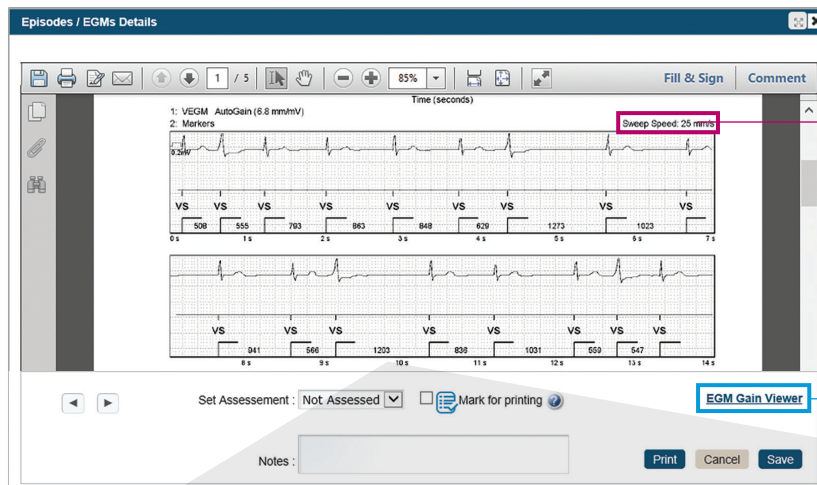 Episodes / EGMs Details
1 / 5 85% Fill & Sign Comment
Time (seconds)
1: VEGM AutoGain (6.8 mm/mV)
2: Markers Sweep Speed: 25 mm/s
0.2mV
VS VS VS VS VS VS VS VS VS
508 555 793 863 848 629 1273 1023
0 s 1 s 2 s 3 s 4 s 5 s 6 s 7 s
VS VS VS VS VS VS VS VS
941 566 1203 836 1031 559 547
8 s 9 s 10 s 11 s 12 s 13 s 14 s
Set Assessement : Not Assessed Mark for printing EGM Gain Viewer
Notes : Print Cancel Save